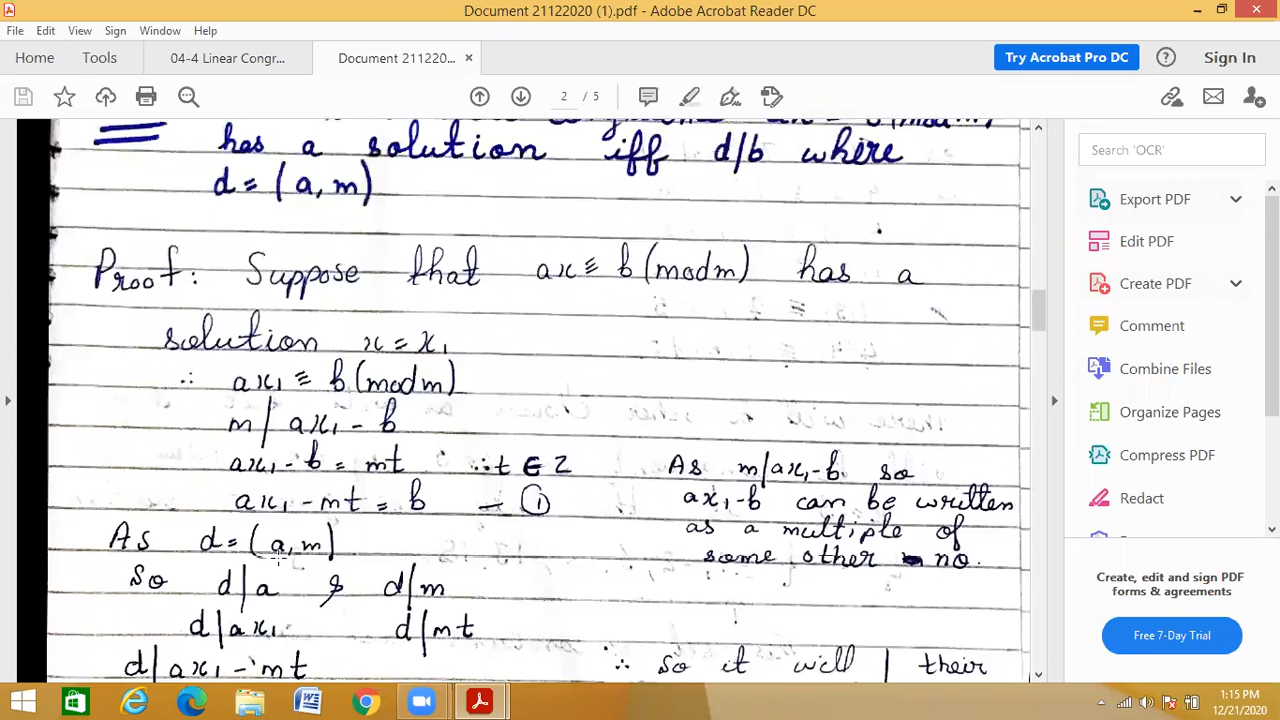 Document 21122020 (1).pdf - Adobe Acrobat Reader DC
File Edit View Sign Window Help
Home Tools 04-4 Linear Congr... Document 211220... × Try Acrobat Pro DC Sign In
2 / 5
has a solution iff d/b where
d = (a, m)
Proof: Suppose that ax ≡ b (mod m) has a
solution x = x₁
∴ ax₁ ≡ b (mod m)
m | ax₁ - b
ax₁ - b = mt ∴ t ∈ Z
ax₁ - mt = b — ①
As m/ax₁-b so
ax₁-b can be written
as a multiple of
some other no.
As d = (a, m)
So d | a & d | m
d | ax₁ d | mt
d | ax₁ - mt ∴ so it will | their
Search 'OCR'
Export PDF
Edit PDF
Create PDF
Comment
Combine Files
Organize Pages
Compress PDF
Redact
Create, edit and sign PDF
forms & agreements
Free 7-Day Trial
1:15 PM
12/21/2020